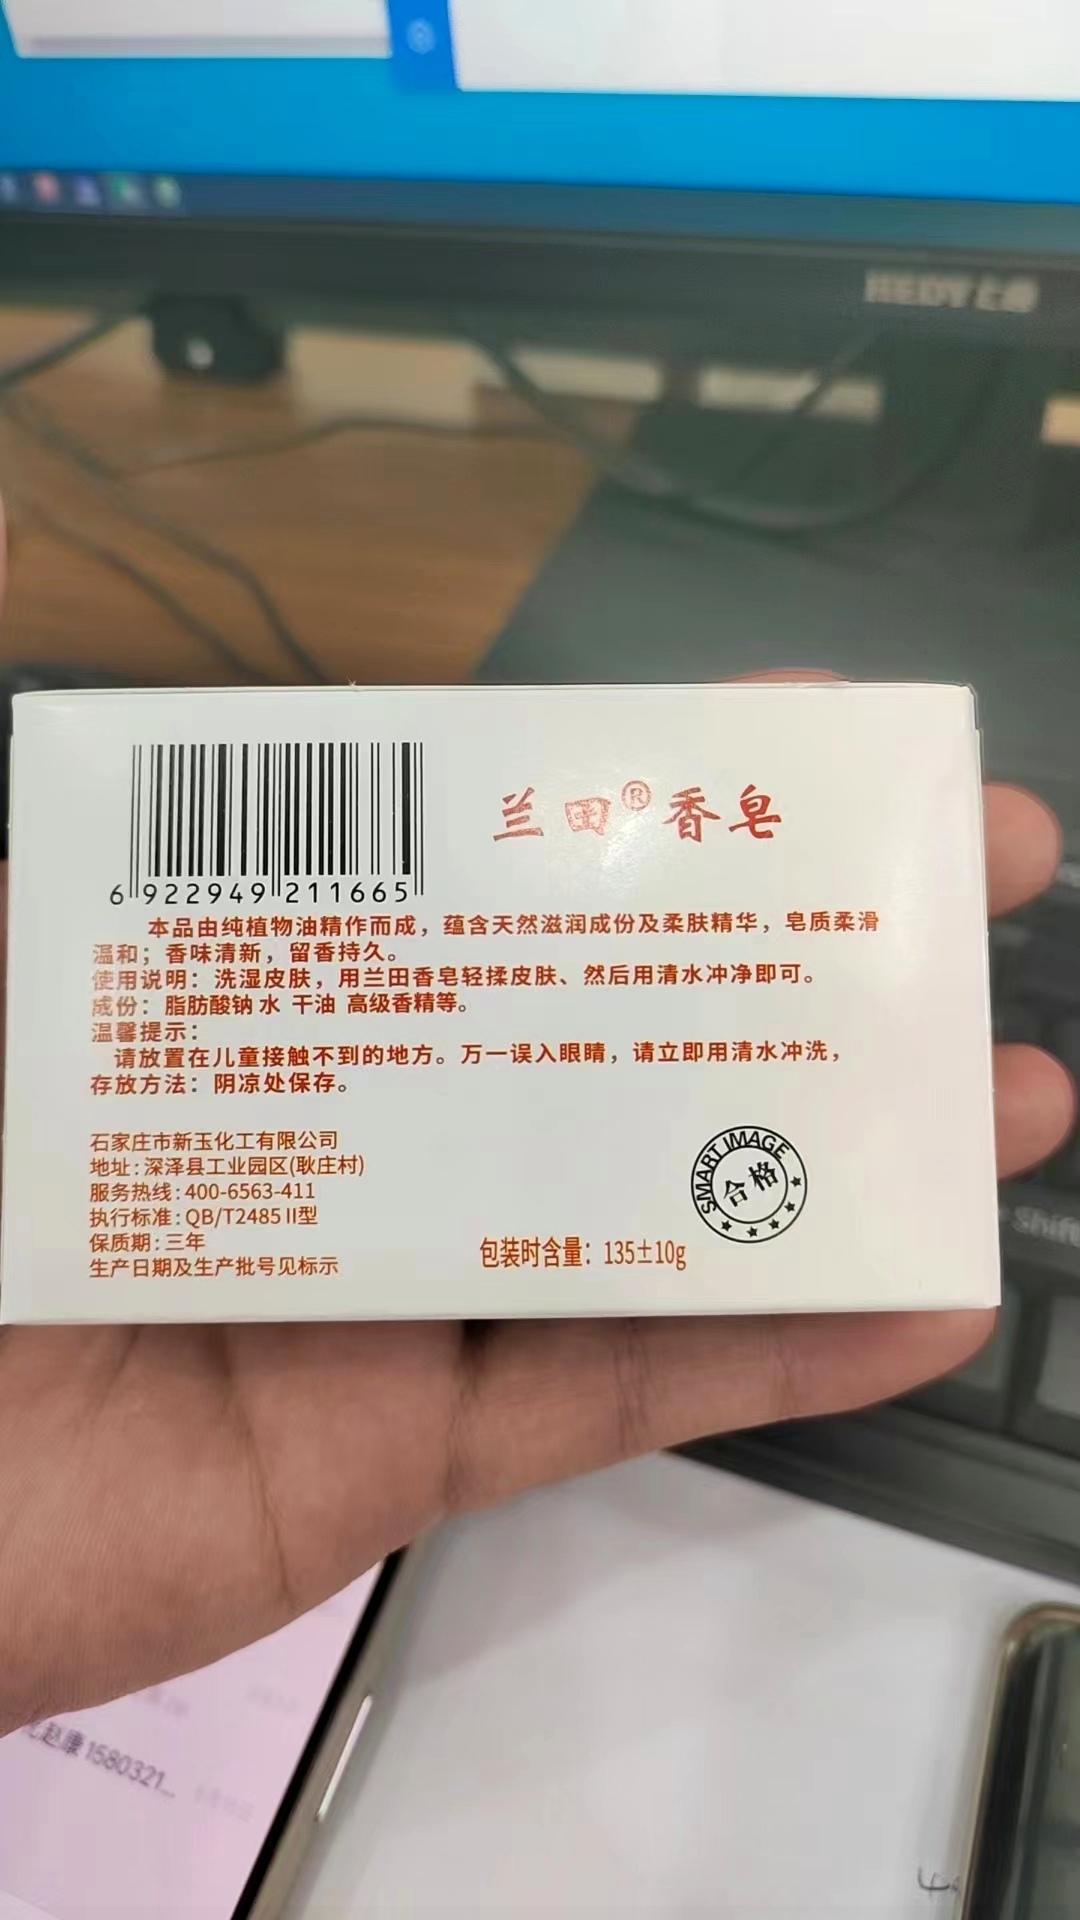 兰田®香皂
6 922949 211665
本品由纯植物油精作而成，蕴含天然滋润成份及柔肤精华，皂质柔滑
温和；香味清新，留香持久。
使用说明：洗湿皮肤，用兰田香皂轻揉皮肤、然后用清水冲净即可。
成份：脂肪酸钠 水 干油 高级香精等。
温馨提示：
请放置在儿童接触不到的地方。万一误入眼睛，请立即用清水冲洗，
存放方法：阴凉处保存。
石家庄市新玉化工有限公司
地址:深泽县工业园区(耿庄村)
服务热线:400-6563-411
执行标准:QB/T2485 II型
保质期:三年
生产日期及生产批号见标示
包装时含量：135±10g
SMART IMAGE
合格
HEDY
Shift
赵康 1580321...